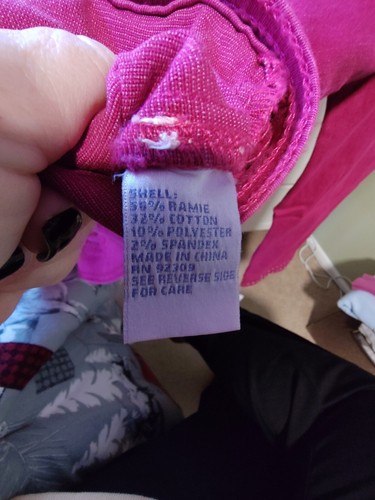 SHELL:
56% RAMIE
32% COTTON
10% POLYESTER
2% SPANDEX
MADE IN CHINA
RN 92309
SEE REVERSE SIDE
FOR CARE